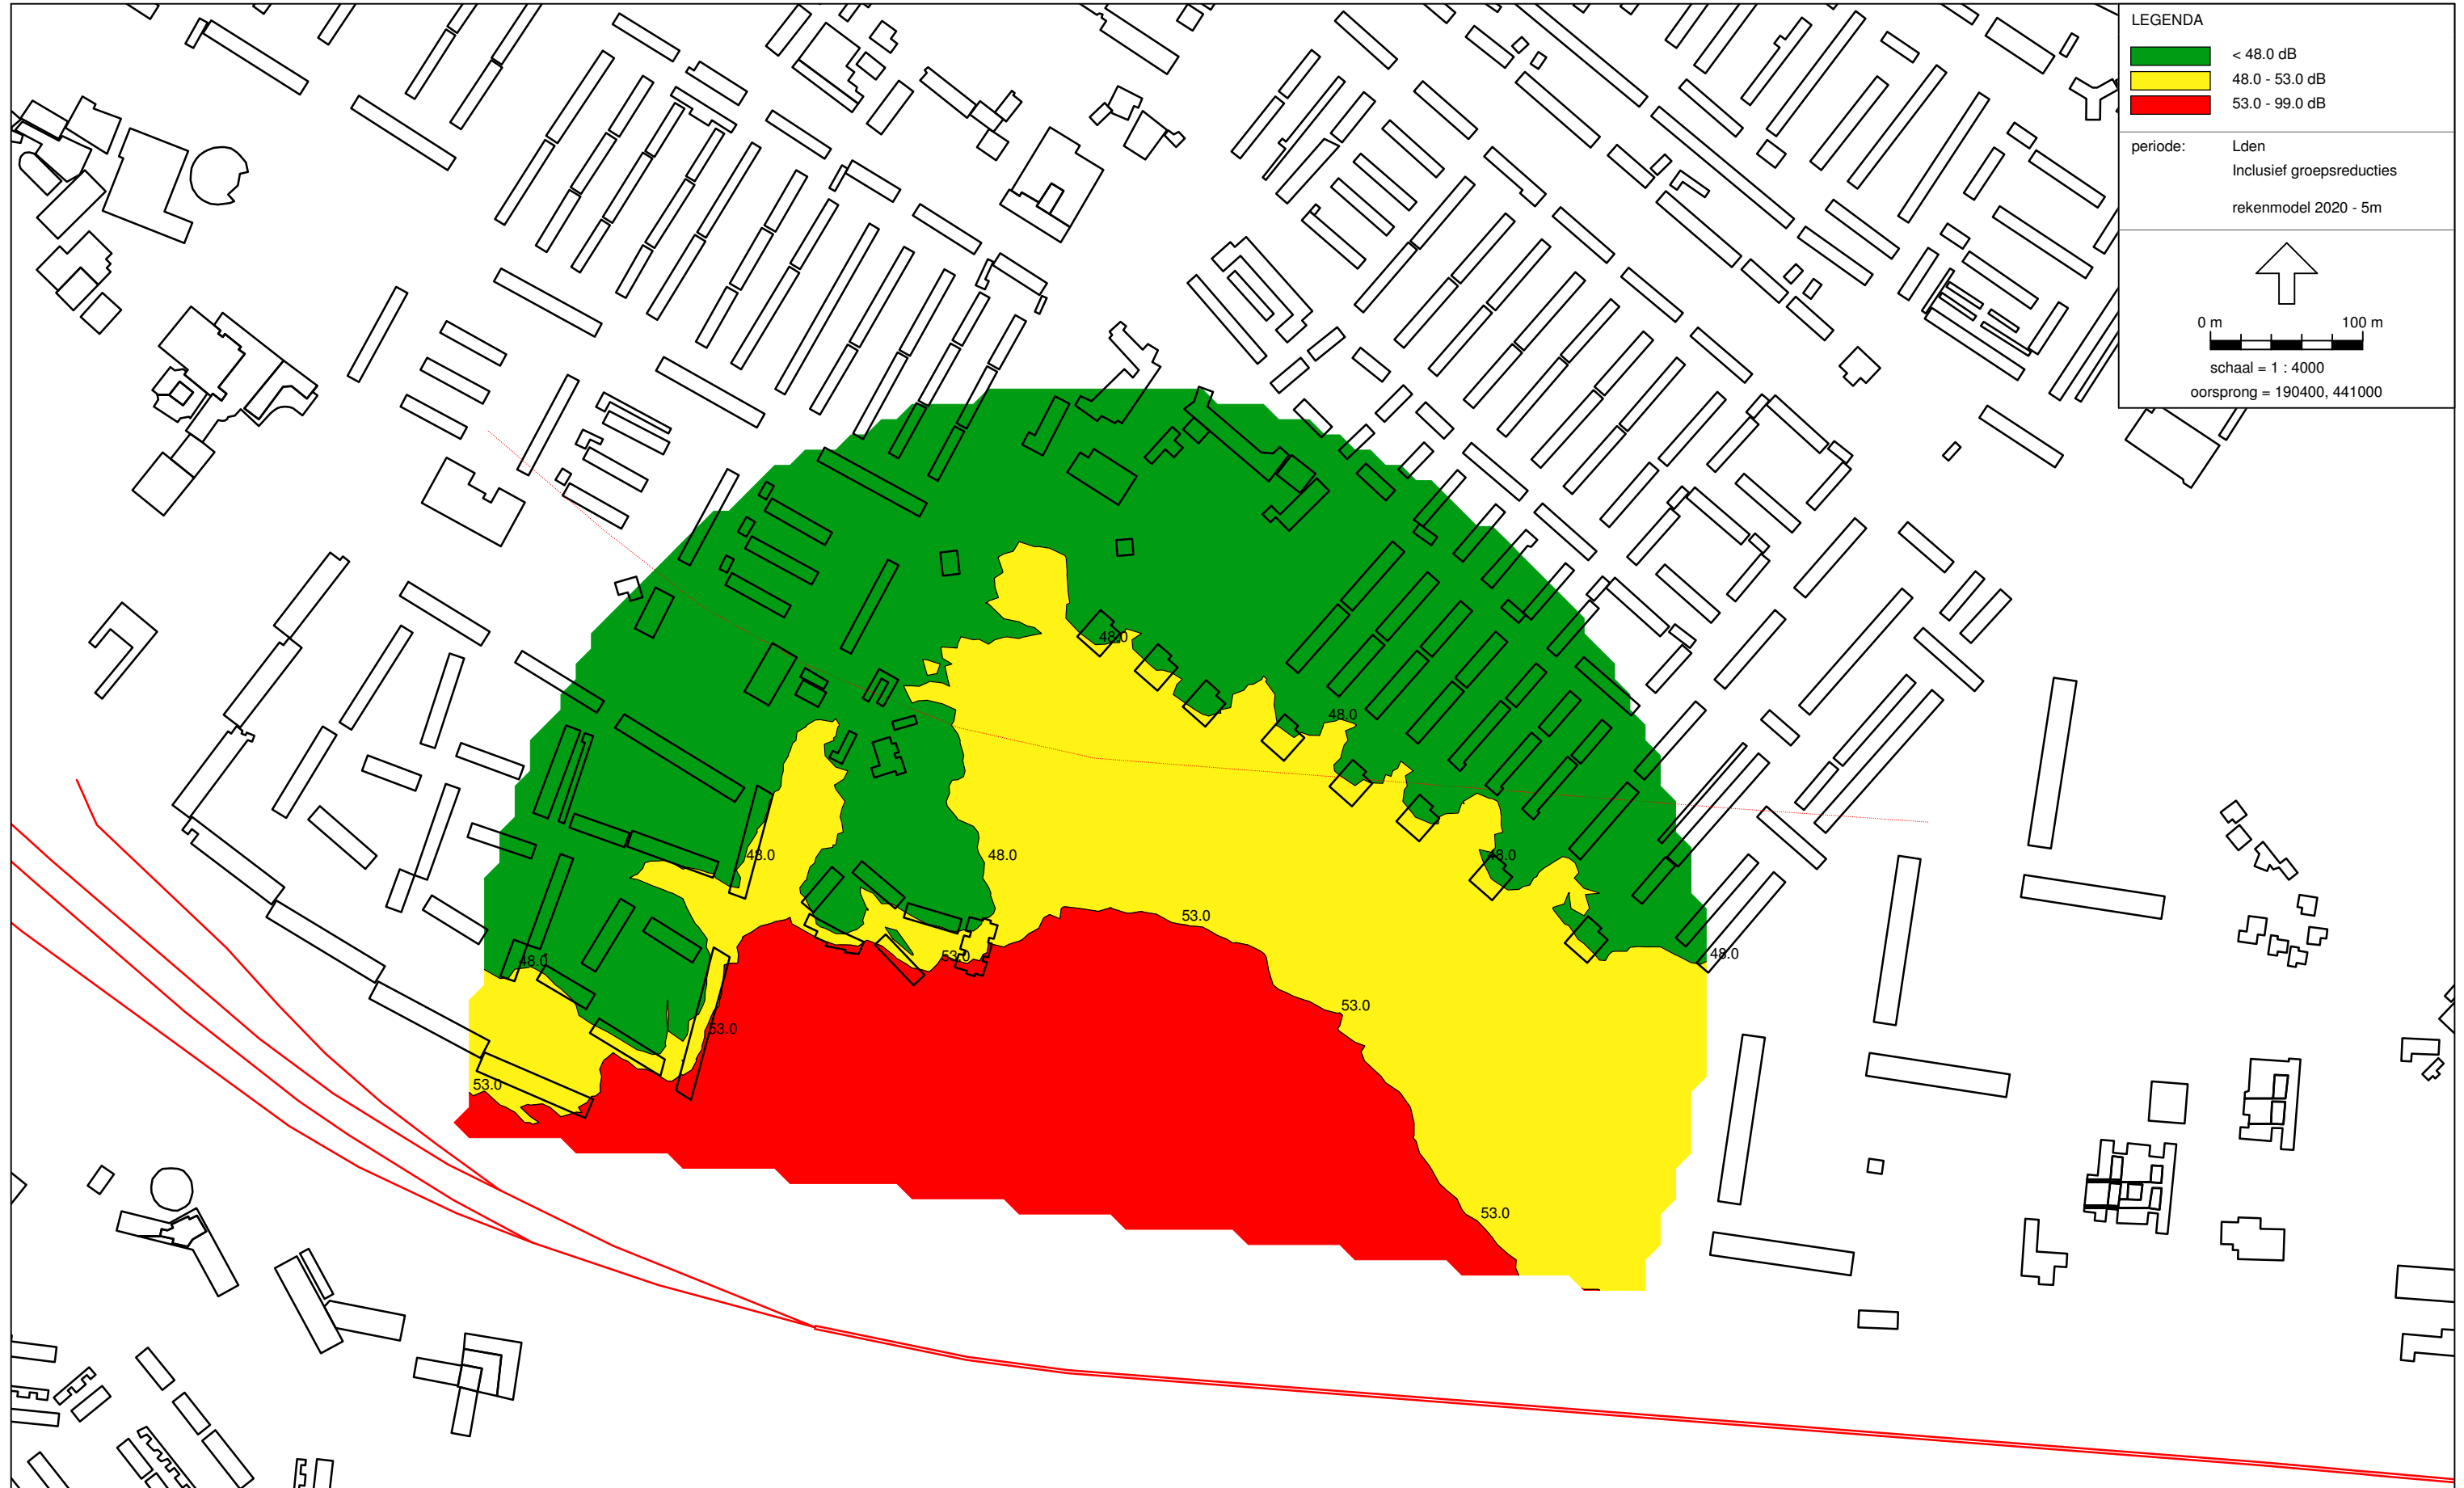 LEGENDA
< 48.0 dB
48.0 - 53.0 dB
53.0 - 99.0 dB
periode: Lden
Inclusief groepsreducties
rekenmodel 2020 - 5m
0 m 100 m
schaal = 1 : 4000
oorsprong = 190400, 441000
48.0
48.0
48.0
48.0
48.0
53.0
48.0
53.0
48.0
53.0
53.0
53.0
53.0